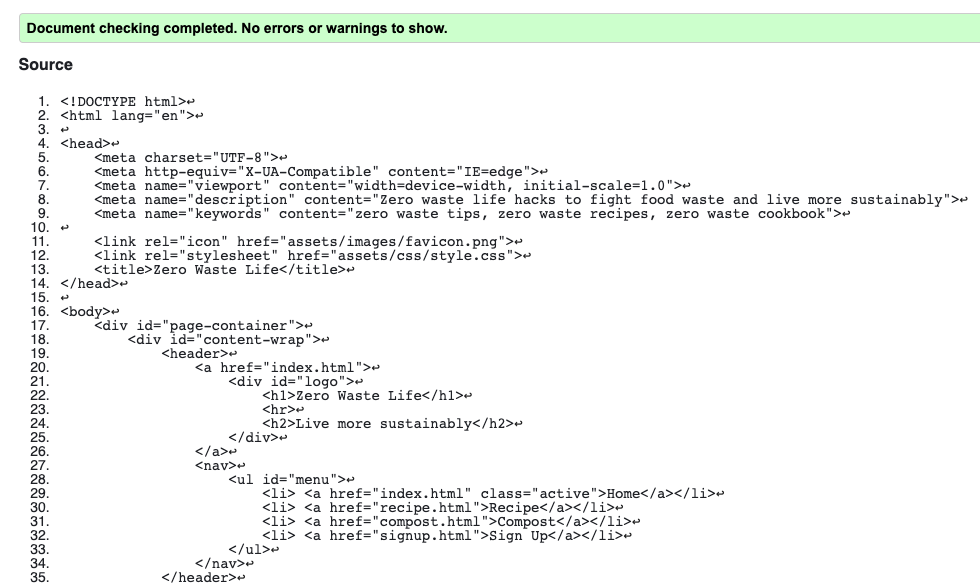 Document checking completed. No errors or warnings to show.
Source
1. <!DOCTYPE html>↩
2. <html lang="en">↩
3. ↩
4. <head>↩
5. <meta charset="UTF-8">↩
6. <meta http-equiv="X-UA-Compatible" content="IE=edge">↩
7. <meta name="viewport" content="width=device-width, initial-scale=1.0">↩
8. <meta name="description" content="Zero waste life hacks to fight food waste and live more sustainably">↩
9. <meta name="keywords" content="zero waste tips, zero waste recipes, zero waste cookbook">↩
10. ↩
11. <link rel="icon" href="assets/images/favicon.png">↩
12. <link rel="stylesheet" href="assets/css/style.css">↩
13. <title>Zero Waste Life</title>↩
14. </head>↩
15. ↩
16. <body>↩
17. <div id="page-container">↩
18. <div id="content-wrap">↩
19. <header>↩
20. <a href="index.html">↩
21. <div id="logo">↩
22. <h1>Zero Waste Life</h1>↩
23. <hr>↩
24. <h2>Live more sustainably</h2>↩
25. </div>↩
26. </a>↩
27. <nav>↩
28. <ul id="menu">↩
29. <li> <a href="index.html" class="active">Home</a></li>↩
30. <li> <a href="recipe.html">Recipe</a></li>↩
31. <li> <a href="compost.html">Compost</a></li>↩
32. <li> <a href="signup.html">Sign Up</a></li>↩
33. </ul>↩
34. </nav>↩
35. </header>↩